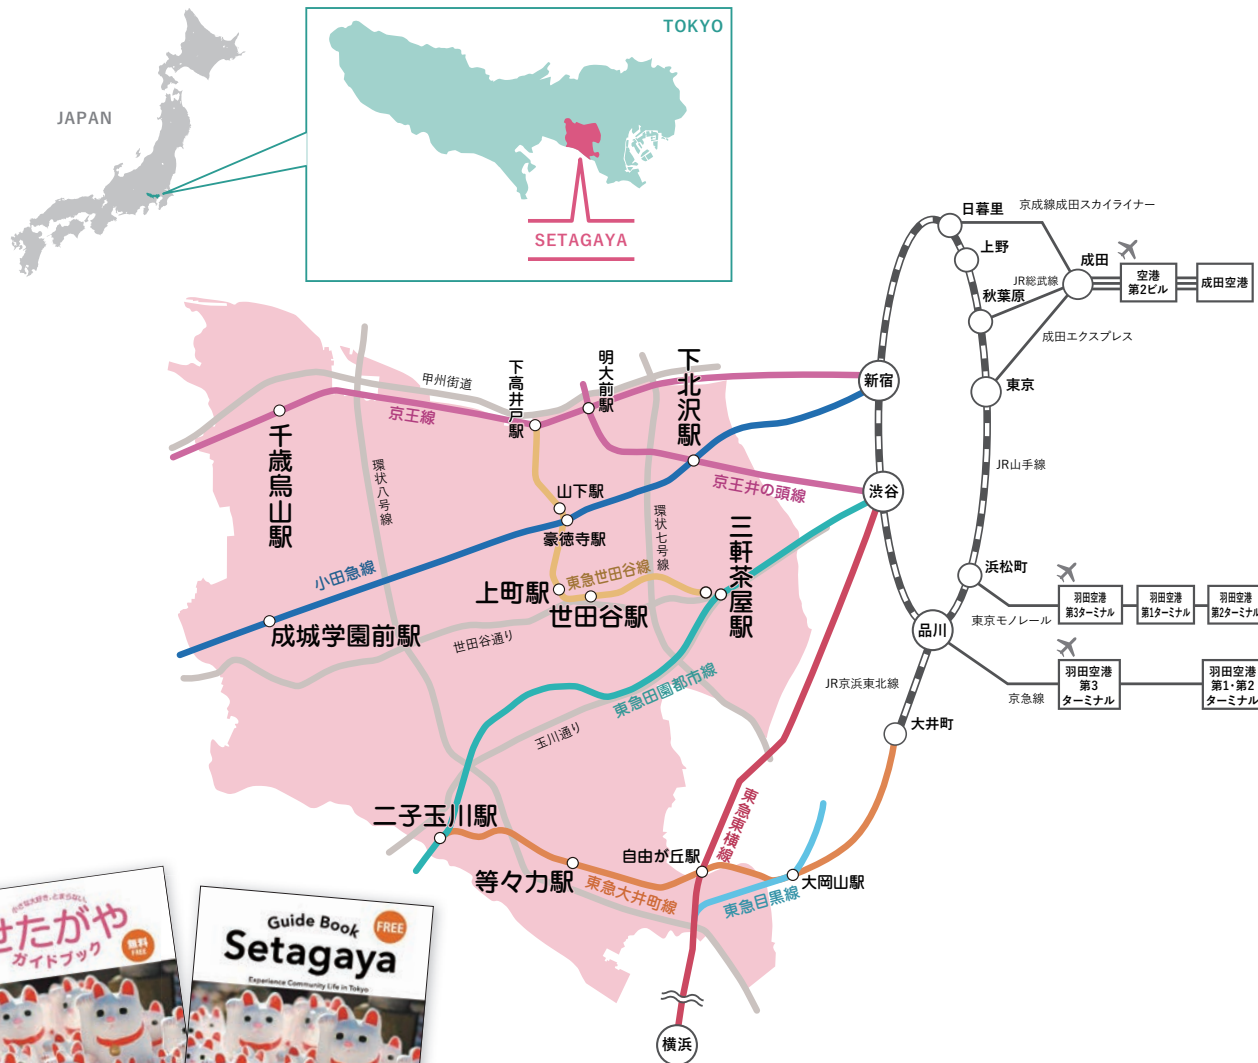 TOKYO
JAPAN
SETAGAYA
日暮里
京成線成田スカイライナー
上野
成田
空港
第2ビル
成田空港
JR総武線
秋葉原
成田エクスプレス
東京
新宿
JR山手線
渋谷
浜松町
羽田空港
第3ターミナル
羽田空港
第1ターミナル
羽田空港
第2ターミナル
東京モノレール
品川
羽田空港
第3
ターミナル
羽田空港
第1・第2
ターミナル
京急線
JR京浜東北線
大井町
甲州街道
下高井戸駅
明大前駅
下北沢駅
京王線
千歳烏山駅
環状八号線
京王井の頭線
山下駅
豪徳寺駅
環状七号線
三軒茶屋駅
小田急線
東急世田谷線
上町駅
世田谷駅
成城学園前駅
世田谷通り
東急田園都市線
玉川通り
東急東横線
二子玉川駅
自由が丘駅
等々力駅
東急大井町線
大岡山駅
東急目黒線
横浜
小さな大好き、とまらない。
せたがや
ガイドブック
無料
FREE
Guide Book
FREE
Setagaya
Experience Community Life in Tokyo